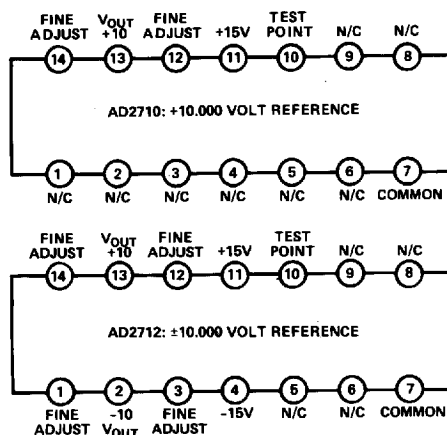 FINE ADJUST VOUT +10 FINE ADJUST +15V TEST POINT N/C N/C
14 13 12 11 10 9 8
AD2710: +10.000 VOLT REFERENCE
1 2 3 4 5 6 7
N/C N/C N/C N/C N/C N/C COMMON
FINE ADJUST VOUT +10 FINE ADJUST +15V TEST POINT N/C N/C
14 13 12 11 10 9 8
AD2712: ±10.000 VOLT REFERENCE
1 2 3 4 5 6 7
FINE ADJUST -10 VOUT FINE ADJUST -15V N/C N/C COMMON